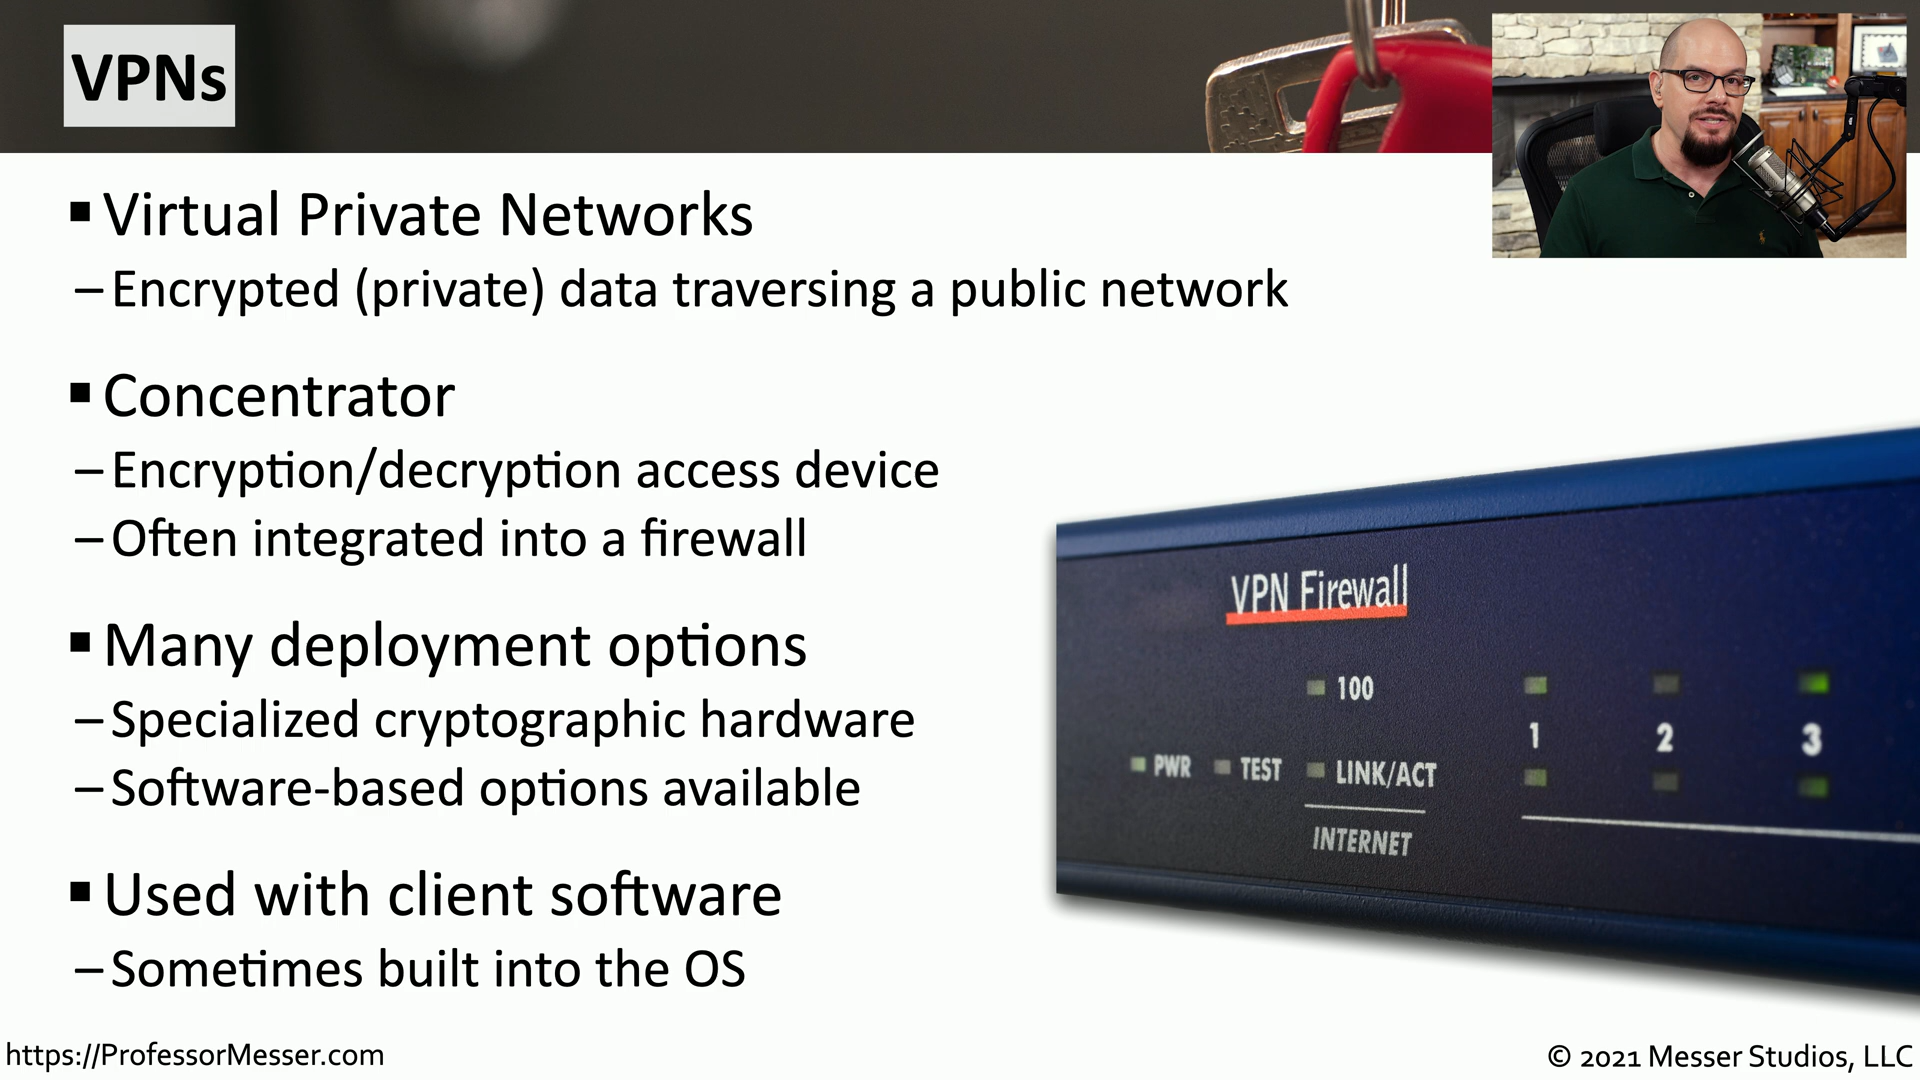 VPNs
▪ Virtual Private Networks
– Encrypted (private) data traversing a public network
▪ Concentrator
– Encryption/decryption access device
– Often integrated into a firewall
▪ Many deployment options
– Specialized cryptographic hardware
– Software-based options available
▪ Used with client software
– Sometimes built into the OS
VPN Firewall
100
1 2 3
PWR TEST LINK/ACT
INTERNET
https://ProfessorMesser.com
© 2021 Messer Studios, LLC